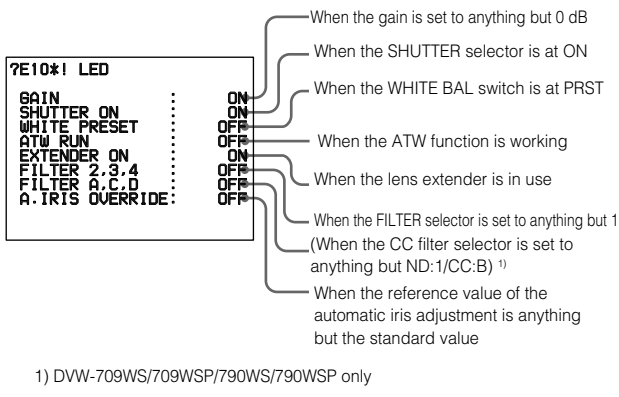 When the gain is set to anything but 0 dB
When the SHUTTER selector is at ON
?E10*! LED
When the WHITE BAL switch is at PRST
GAIN : ON
SHUTTER ON : ON
WHITE PRESET : OFF
ATW RUN : OFF
EXTENDER ON : ON
FILTER 2,3,4 : OFF
FILTER A,C,D : OFF
A.IRIS OVERRIDE: OFF
When the ATW function is working
When the lens extender is in use
When the FILTER selector is set to anything but 1
(When the CC filter selector is set to
anything but ND:1/CC:B) 1)
When the reference value of the
automatic iris adjustment is anything
but the standard value
1) DVW-709WS/709WSP/790WS/790WSP only